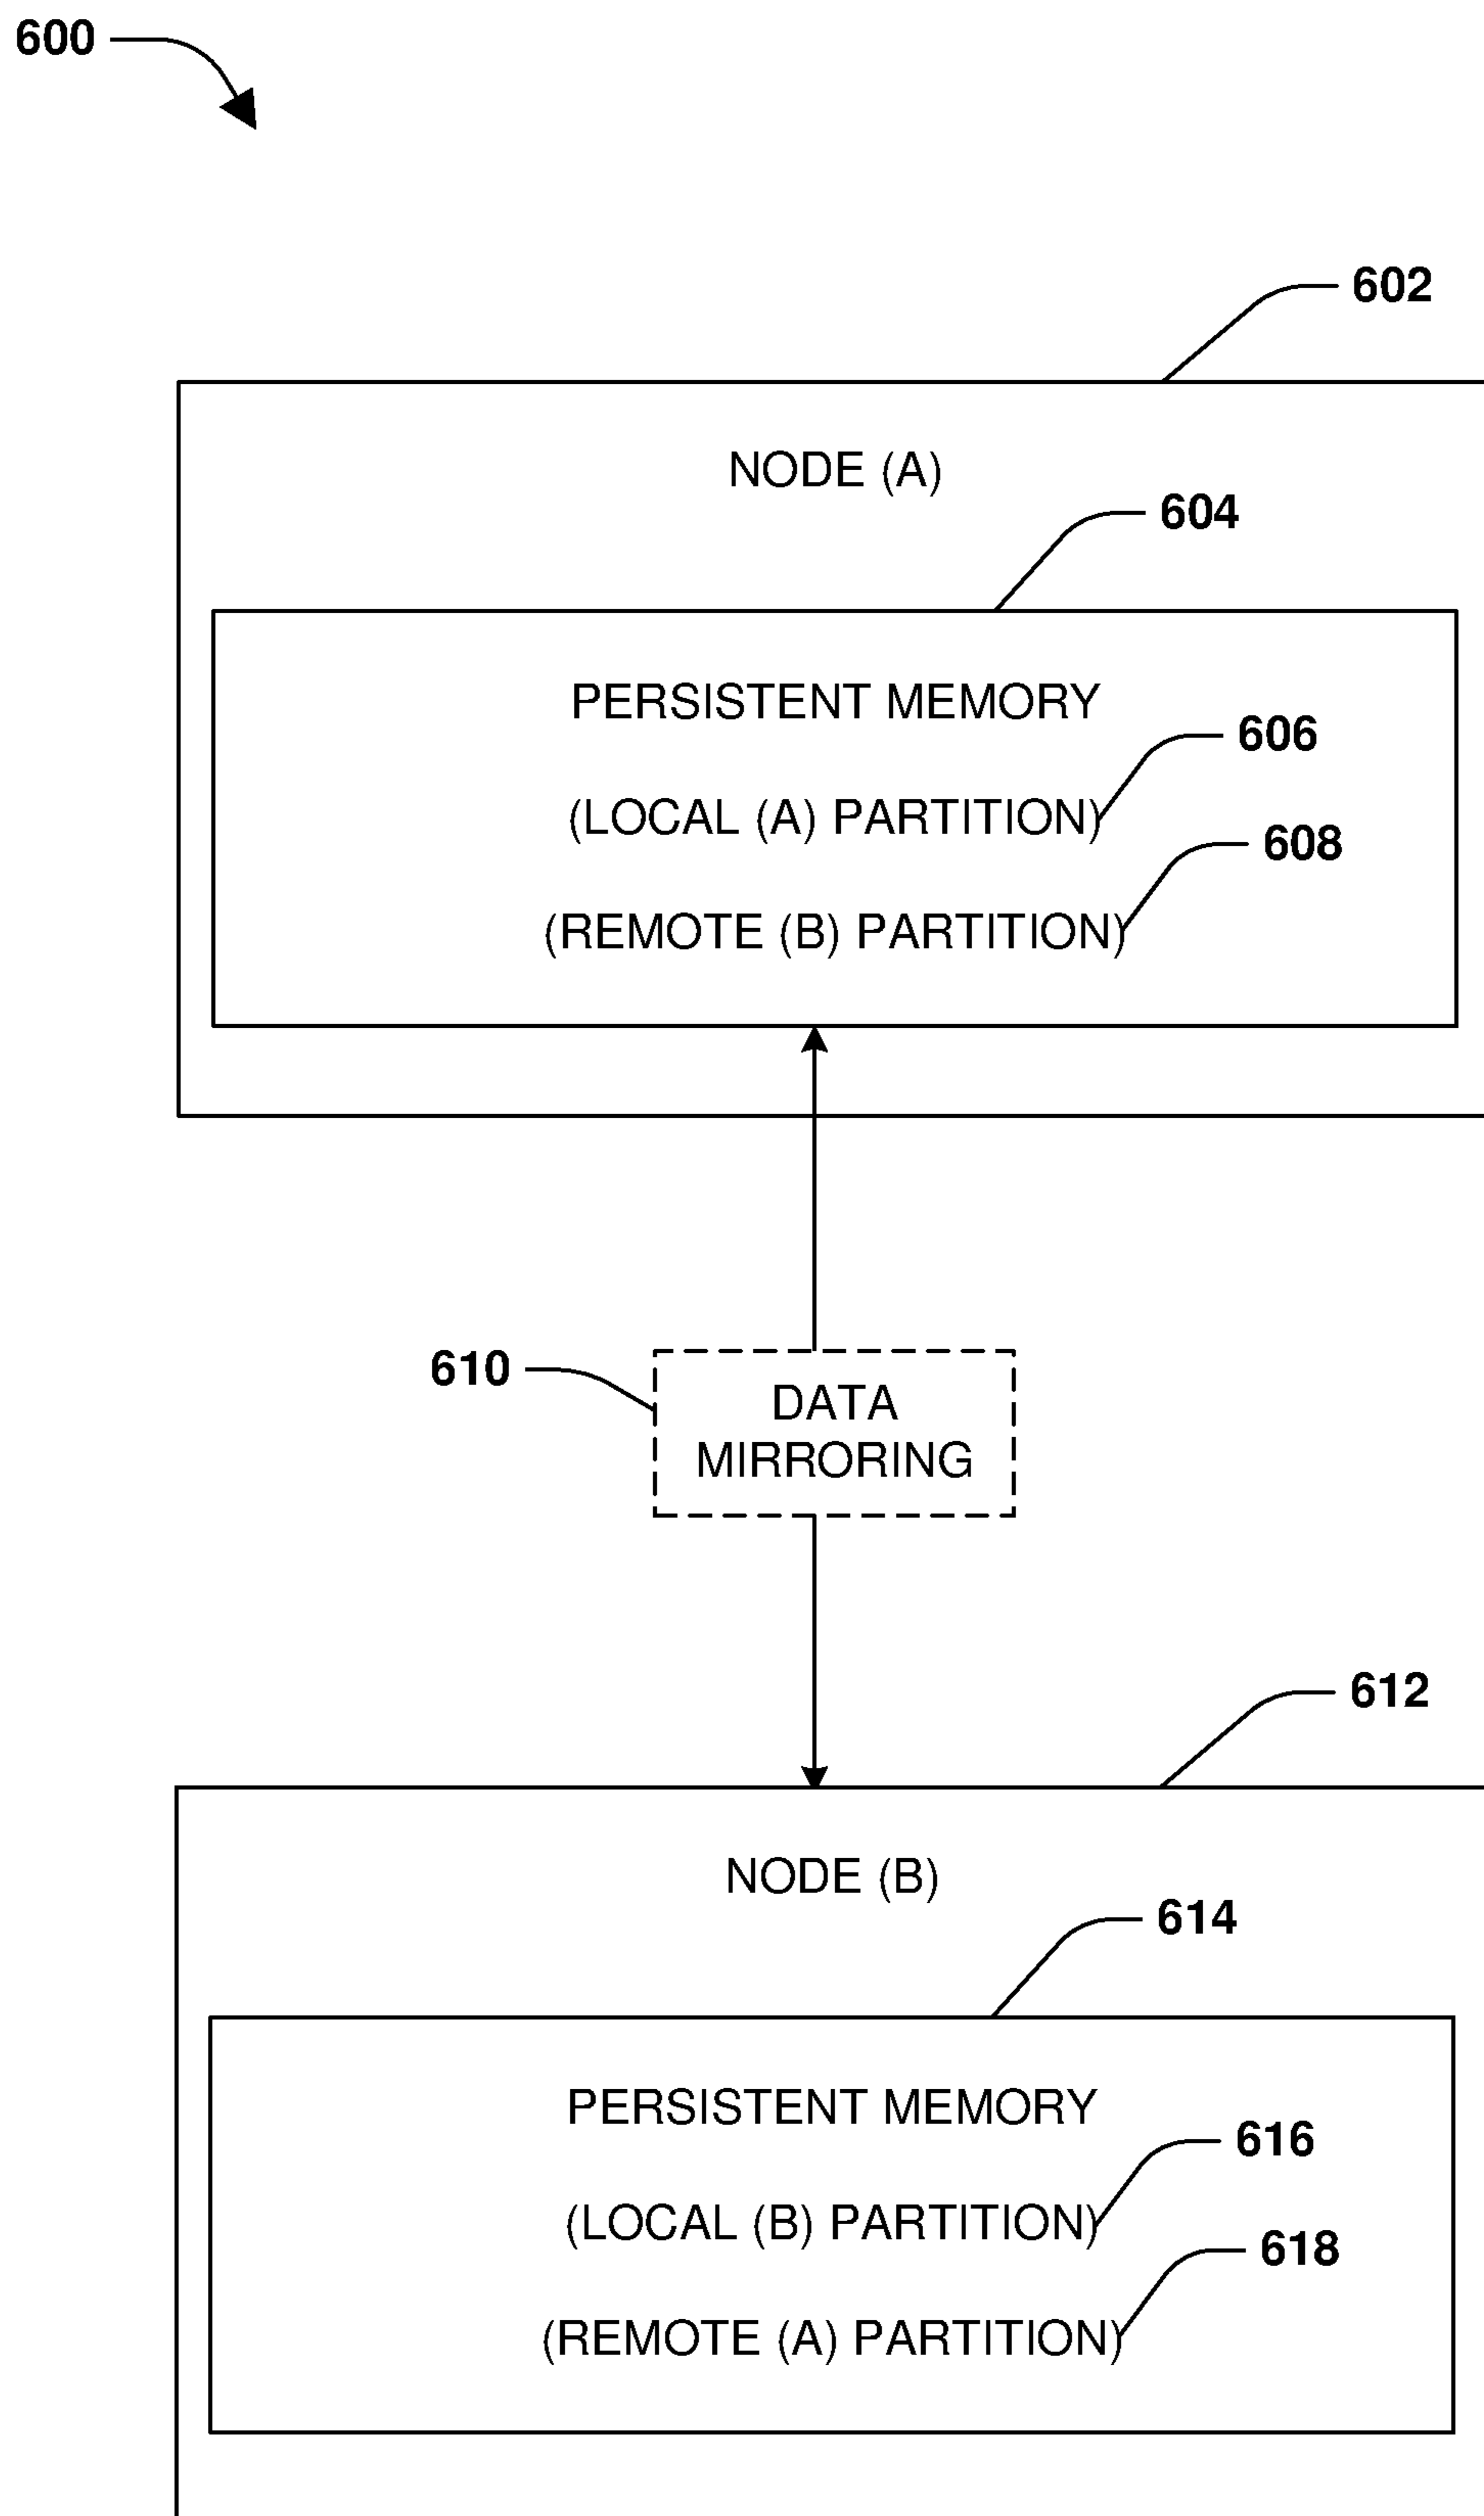 600
602
NODE (A)
604
PERSISTENT MEMORY
606
(LOCAL (A) PARTITION)
608
(REMOTE (B) PARTITION)
610
DATA
MIRRORING
612
NODE (B)
614
PERSISTENT MEMORY
616
(LOCAL (B) PARTITION)
618
(REMOTE (A) PARTITION)